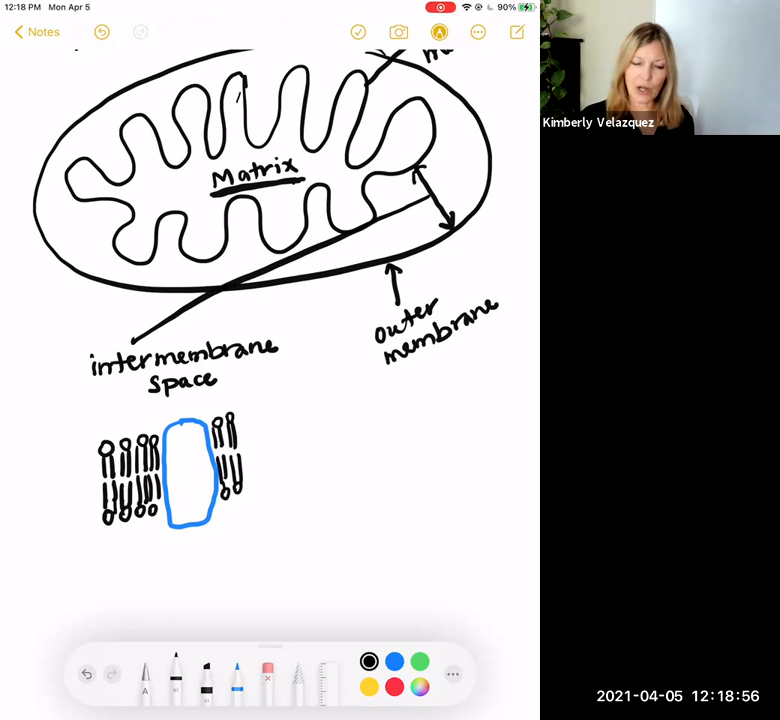 12:18 PM Mon Apr 5
90%
Notes
Matrix
outer
membrane
intermembrane
space
Kimberly Velazquez
A
2021-04-05 12:18:56